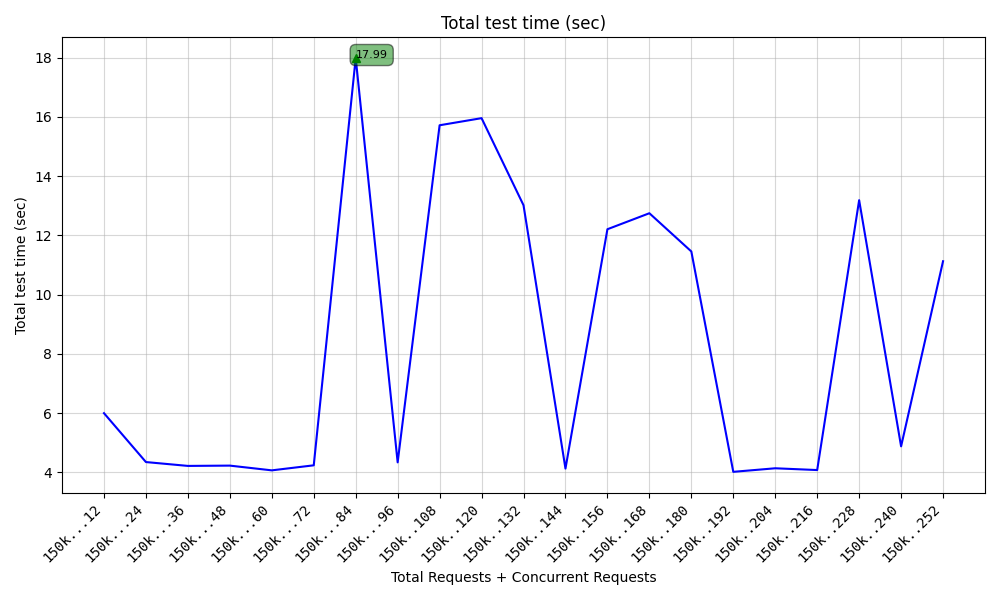 Total test time (sec)
17.99
18
16
14
12
10
8
6
4
Total test time (sec)
150k...12
150k...24
150k...36
150k...48
150k...60
150k...72
150k...84
150k...96
150k..108
150k..120
150k..132
150k..144
150k..156
150k..168
150k..180
150k..192
150k..204
150k..216
150k..228
150k..240
150k..252
Total Requests + Concurrent Requests